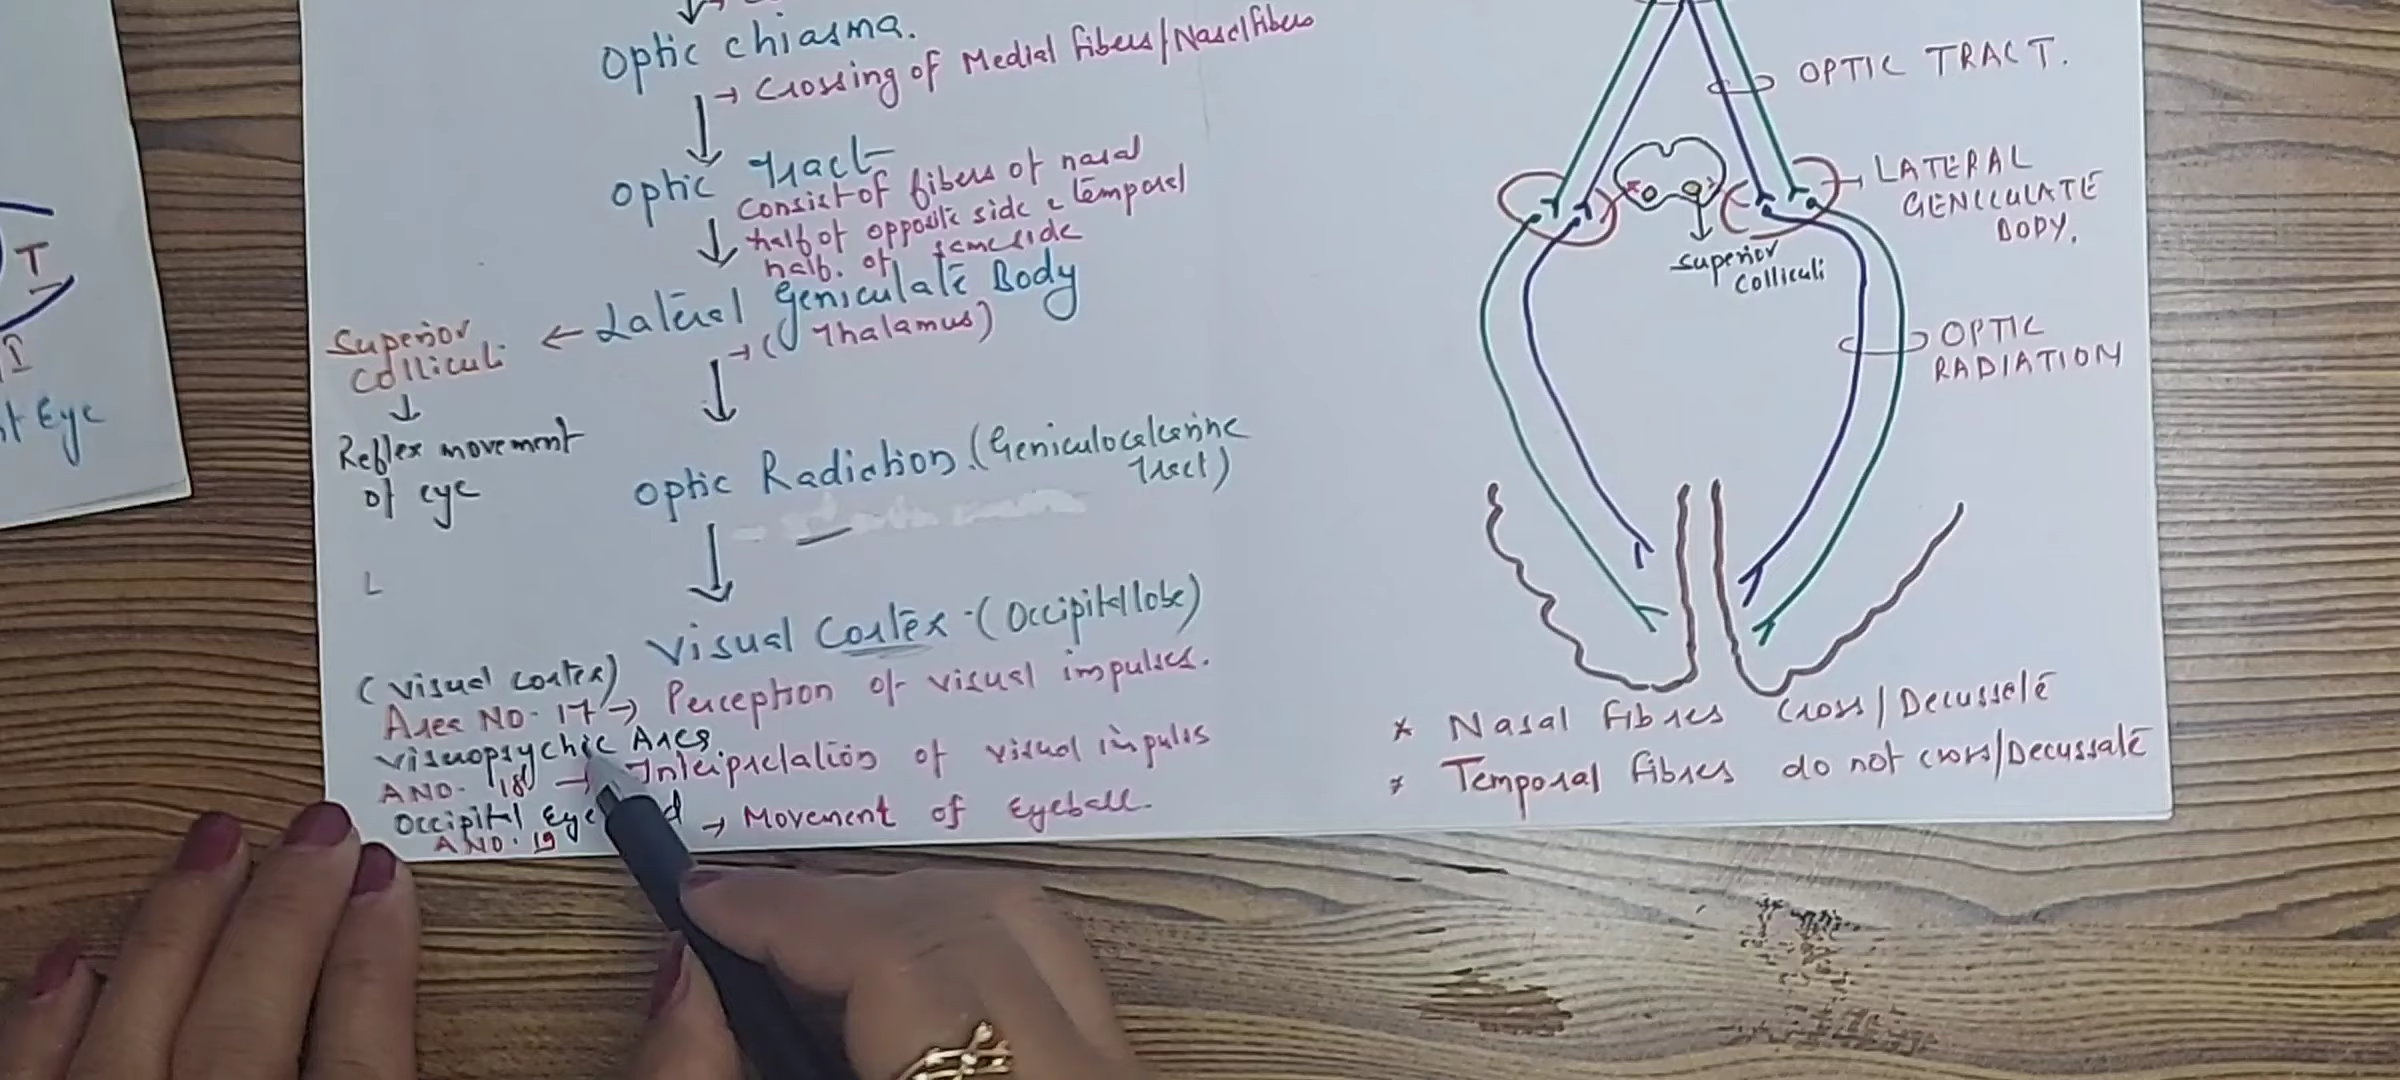 Optic chiasma.
→ Crossing of Medial fibers/Nasal fibers
Optic Tract
consist of fibers of nasal
half of opposite side & temporal
half. of same side
Lateral Geniculate Body
→ (Thalamus)
Superior
Colliculi
↓
Reflex movement
of eye
Optic Radiation. (Geniculocalcarine
Tract)
L
Visual Cortex - (Occipital lobe)
(Visual cortex)
Area NO. 17 → Perception of visual impulses.
Visuopsychic Area.
A NO. 18 → Interpretation of visual impuls
Occipital Eye → Movement of Eyeball.
A NO. 19
T
I
Eye
OPTIC TRACT.
LATERAL
GENICULATE
BODY.
Superior
Colliculi
OPTIC
RADIATION
* Nasal fibres Cross/Decussate
* Temporal fibres do not cross/Decussate